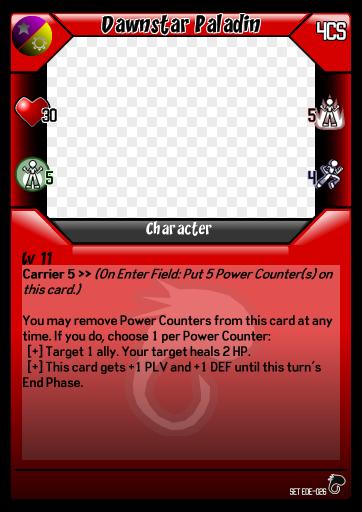 Dawnstar Paladin
4CS
30
5
5
4
Character
Lv 11
Carrier 5 >> (On Enter Field: Put 5 Power Counter(s) on
this card.)
You may remove Power Counters from this card at any
time. If you do, choose 1 per Power Counter:
[+] Target 1 ally. Your target heals 2 HP.
[+] This card gets +1 PLV and +1 DEF until this turn's
End Phase.
SET EOE-026